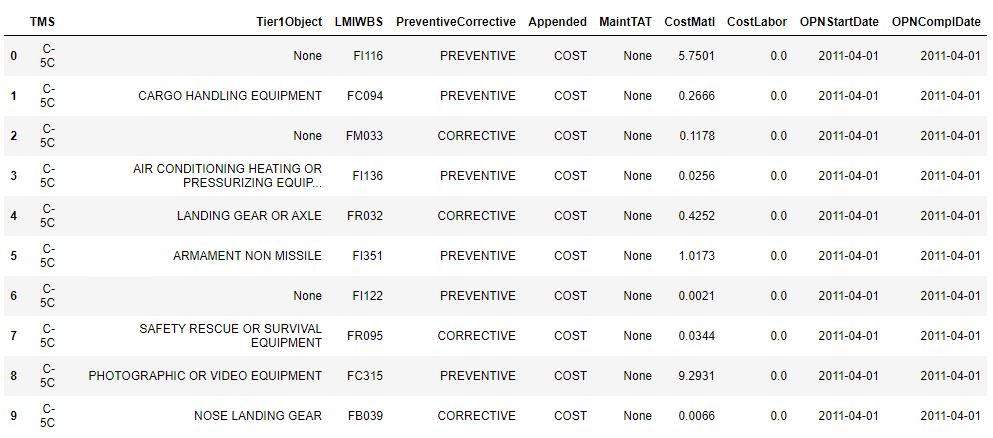 TMS Tier1Object LMIWBS PreventiveCorrective Appended MaintTAT CostMatl CostLabor OPNStartDate OPNComplDate
0 C-5C None FI116 PREVENTIVE COST None 5.7501 0.0 2011-04-01 2011-04-01
1 C-5C CARGO HANDLING EQUIPMENT FC094 PREVENTIVE COST None 0.2666 0.0 2011-04-01 2011-04-01
2 C-5C None FM033 CORRECTIVE COST None 0.1178 0.0 2011-04-01 2011-04-01
3 C-5C AIR CONDITIONING HEATING OR PRESSURIZING EQUIP... FI136 PREVENTIVE COST None 0.0256 0.0 2011-04-01 2011-04-01
4 C-5C LANDING GEAR OR AXLE FR032 CORRECTIVE COST None 0.4252 0.0 2011-04-01 2011-04-01
5 C-5C ARMAMENT NON MISSILE FI351 PREVENTIVE COST None 1.0173 0.0 2011-04-01 2011-04-01
6 C-5C None FI122 PREVENTIVE COST None 0.0021 0.0 2011-04-01 2011-04-01
7 C-5C SAFETY RESCUE OR SURVIVAL EQUIPMENT FR095 CORRECTIVE COST None 0.0344 0.0 2011-04-01 2011-04-01
8 C-5C PHOTOGRAPHIC OR VIDEO EQUIPMENT FC315 PREVENTIVE COST None 9.2931 0.0 2011-04-01 2011-04-01
9 C-5C NOSE LANDING GEAR FB039 CORRECTIVE COST None 0.0066 0.0 2011-04-01 2011-04-01